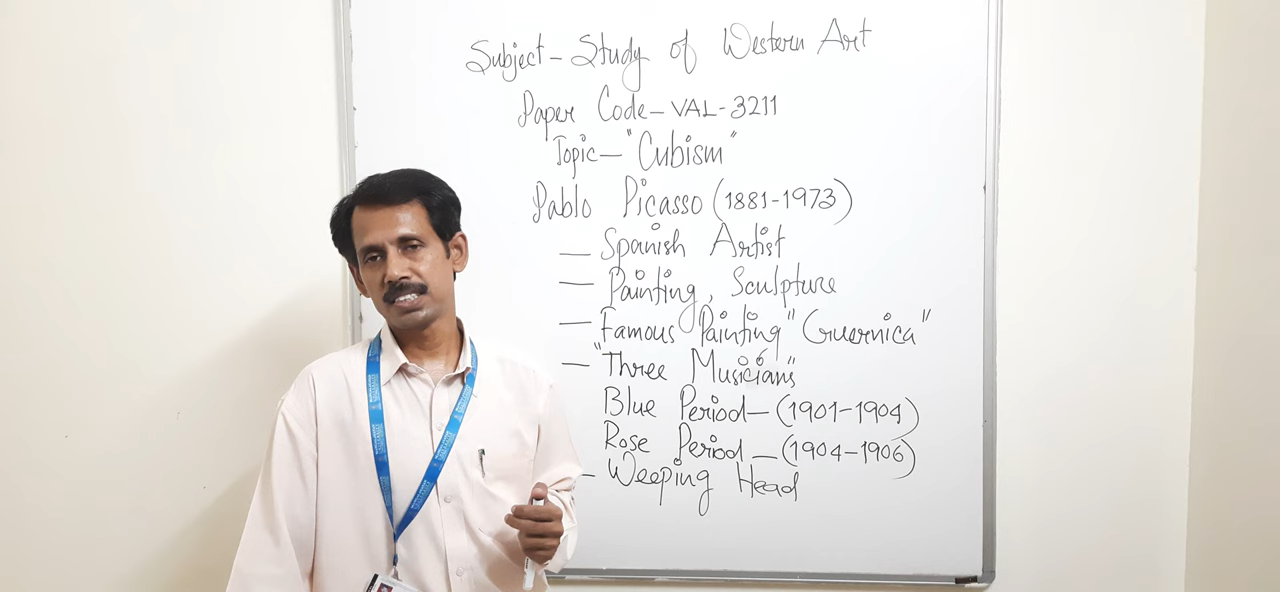 Subject - Study of Western Art
Paper Code - VAL-3211
Topic - "Cubism"
Pablo Picasso (1881-1973)
- Spanish Artist
- Painting, Sculpture
- Famous Painting "Guernica"
- "Three Musicians"
Blue Period - (1901-1904)
Rose Period - (1904-1906)
- Weeping Head